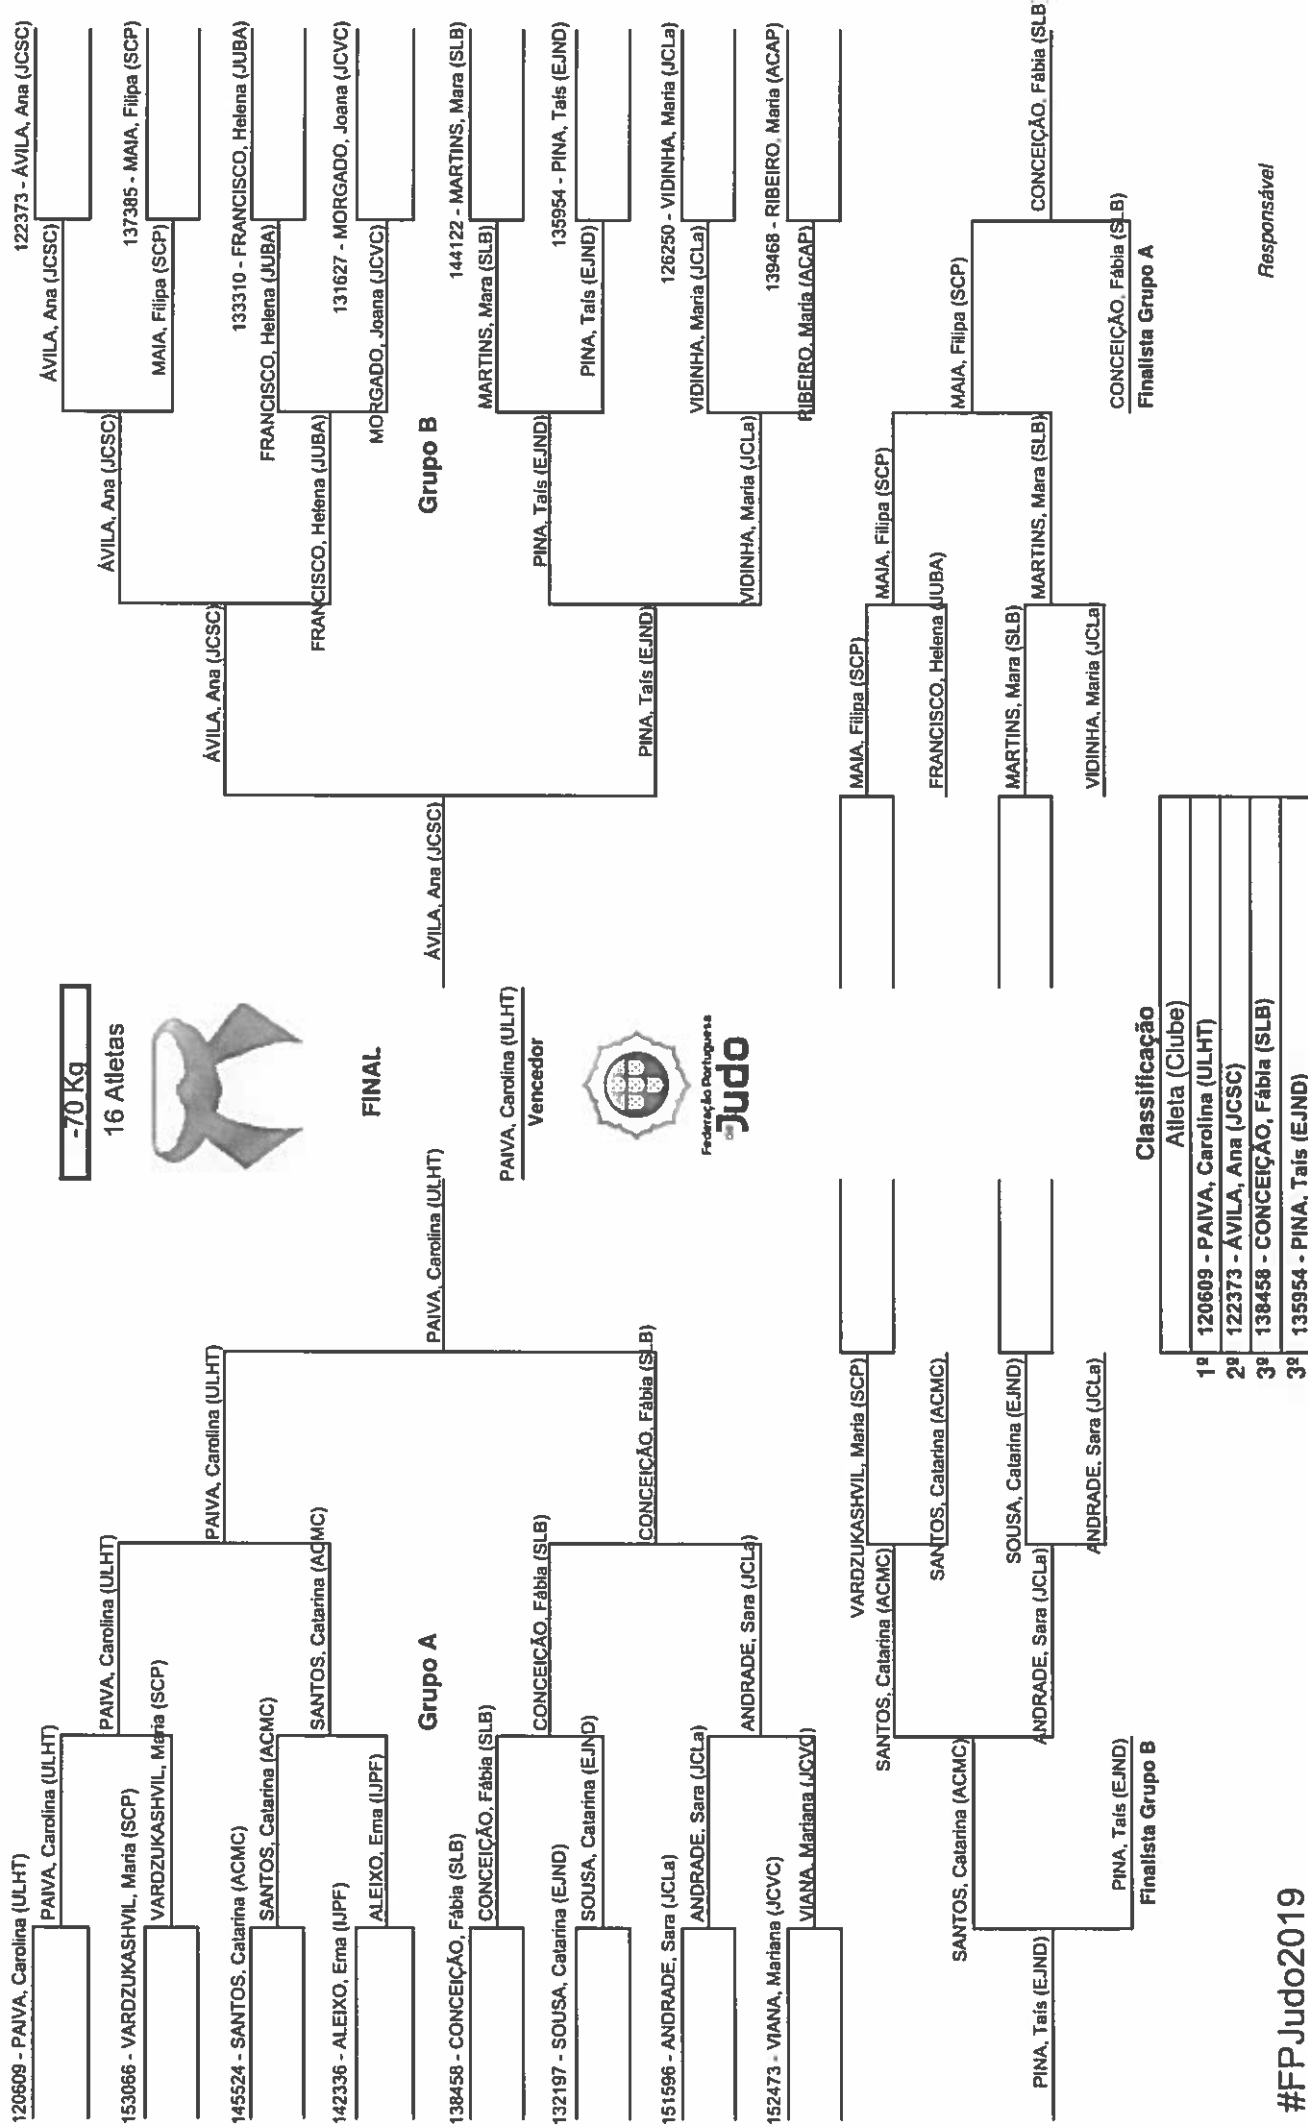 -70 Kg
16 Atletas
FINAL
PAIVA, Carolina (ULHT)
Vencedor
Federação Portuguesa
de Judo
120609 - PAIVA, Carolina (ULHT)
PAIVA, Carolina (ULHT)
153066 - VARDZUKASHVIL, Maria (SCP)
VARDZUKASHVIL, Maria (SCP)
PAIVA, Carolina (ULHT)
145524 - SANTOS, Catarina (ACMC)
SANTOS, Catarina (ACMC)
142336 - ALEIXO, Ema (IJPF)
ALEIXO, Ema (IJPF)
SANTOS, Catarina (ACMC)
PAIVA, Carolina (ULHT)
Grupo A
PAIVA, Carolina (ULHT)
138458 - CONCEIÇÃO, Fábia (SLB)
CONCEIÇÃO, Fábia (SLB)
132197 - SOUSA, Catarina (EJND)
SOUSA, Catarina (EJND)
CONCEIÇÃO, Fábia (SLB)
151596 - ANDRADE, Sara (JCLa)
ANDRADE, Sara (JCLa)
152473 - VIANA, Mariana (JCVC)
VIANA, Mariana (JCVC)
ANDRADE, Sara (JCLa)
CONCEIÇÃO, Fábia (SLB)
122373 - ÁVILA, Ana (JCSC)
ÁVILA, Ana (JCSC)
137385 - MAIA, Filipa (SCP)
MAIA, Filipa (SCP)
ÁVILA, Ana (JCSC)
133310 - FRANCISCO, Helena (JUBA)
FRANCISCO, Helena (JUBA)
131627 - MORGADO, Joana (JCVC)
MORGADO, Joana (JCVC)
FRANCISCO, Helena (JUBA)
ÁVILA, Ana (JCSC)
Grupo B
ÁVILA, Ana (JCSC)
144122 - MARTINS, Mara (SLB)
MARTINS, Mara (SLB)
135954 - PINA, Taís (EJND)
PINA, Taís (EJND)
PINA, Taís (EJND)
126250 - VIDINHA, Maria (JCLa)
VIDINHA, Maria (JCLa)
139468 - RIBEIRO, Maria (ACAP)
RIBEIRO, Maria (ACAP)
VIDINHA, Maria (JCLa)
PINA, Taís (EJND)
VARDZUKASHVIL, Maria (SCP)
SANTOS, Catarina (ACMC)
SANTOS, Catarina (ACMC)
SOUSA, Catarina (EJND)
ANDRADE, Sara (JCLa)
ANDRADE, Sara (JCLa)
SANTOS, Catarina (ACMC)
PINA, Taís (EJND)
Finalista Grupo B
PINA, Taís (EJND)
MAIA, Filipa (SCP)
FRANCISCO, Helena (JUBA)
MAIA, Filipa (SCP)
MARTINS, Mara (SLB)
VIDINHA, Maria (JCLa)
MARTINS, Mara (SLB)
MAIA, Filipa (SCP)
CONCEIÇÃO, Fábia (SLB)
Finalista Grupo A
CONCEIÇÃO, Fábia (SLB)
Classificação
Atleta (Clube)
1º 120609 - PAIVA, Carolina (ULHT)
2º 122373 - ÁVILA, Ana (JCSC)
3º 138458 - CONCEIÇÃO, Fábia (SLB)
3º 135954 - PINA, Taís (EJND)
Responsável
#FPJudo2019